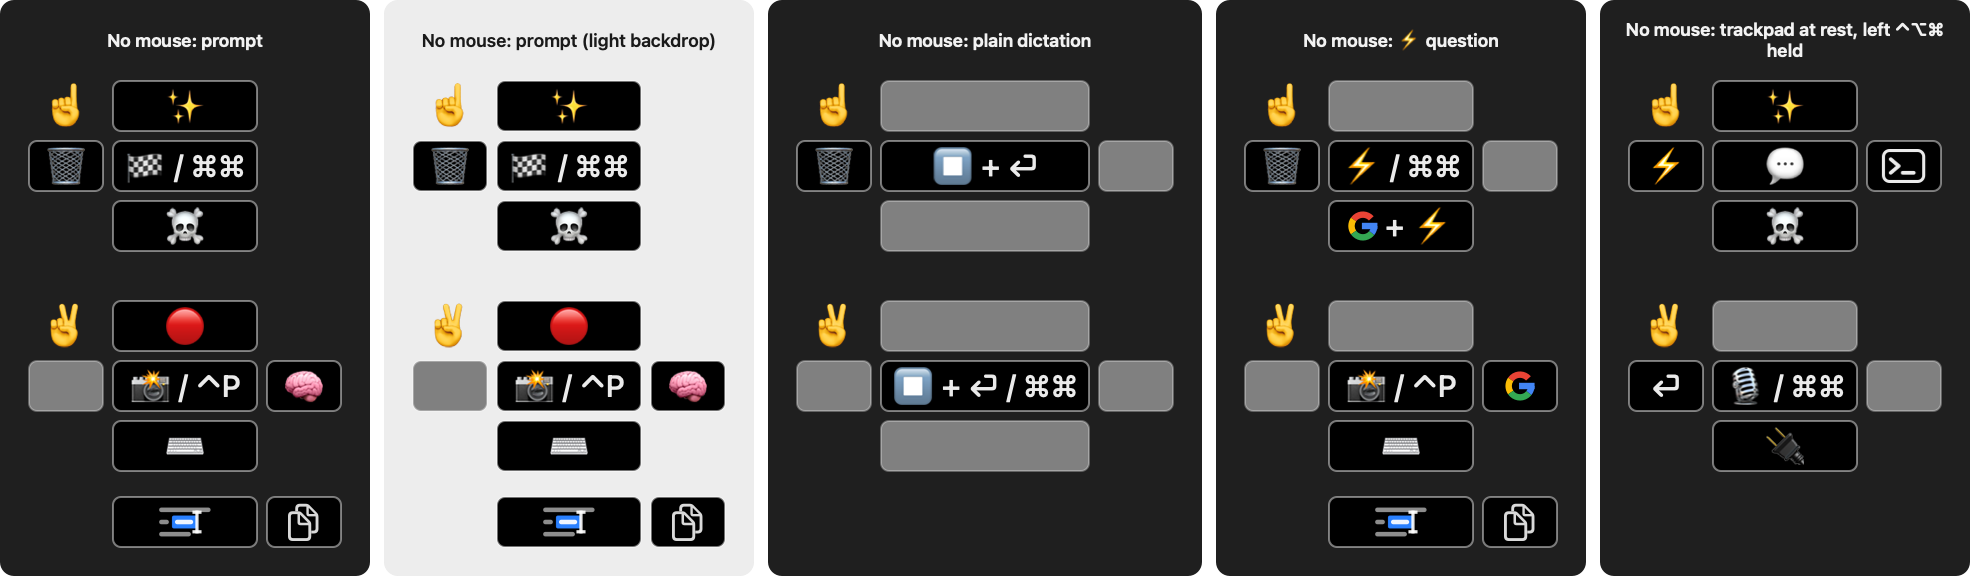 No mouse: prompt
☝️ ✨
🗑️ 🏁 / ⌘⌘
☠️
✌️ 🔴
📸 / ^P 🧠
⌨️
No mouse: prompt (light backdrop)
☝️ ✨
🗑️ 🏁 / ⌘⌘
☠️
✌️ 🔴
📸 / ^P 🧠
⌨️
No mouse: plain dictation
☝️
🗑️ ⏹️ + ↩
✌️
⏹️ + ↩ / ⌘⌘
No mouse: ⚡ question
☝️
🗑️ ⚡ / ⌘⌘
G + ⚡
✌️
📸 / ^P G
⌨️
No mouse: trackpad at rest, left ^⌥⌘
held
☝️ ✨
⚡ 💬 >_
☠️
✌️
↩ 🎙️ / ⌘⌘
🔌